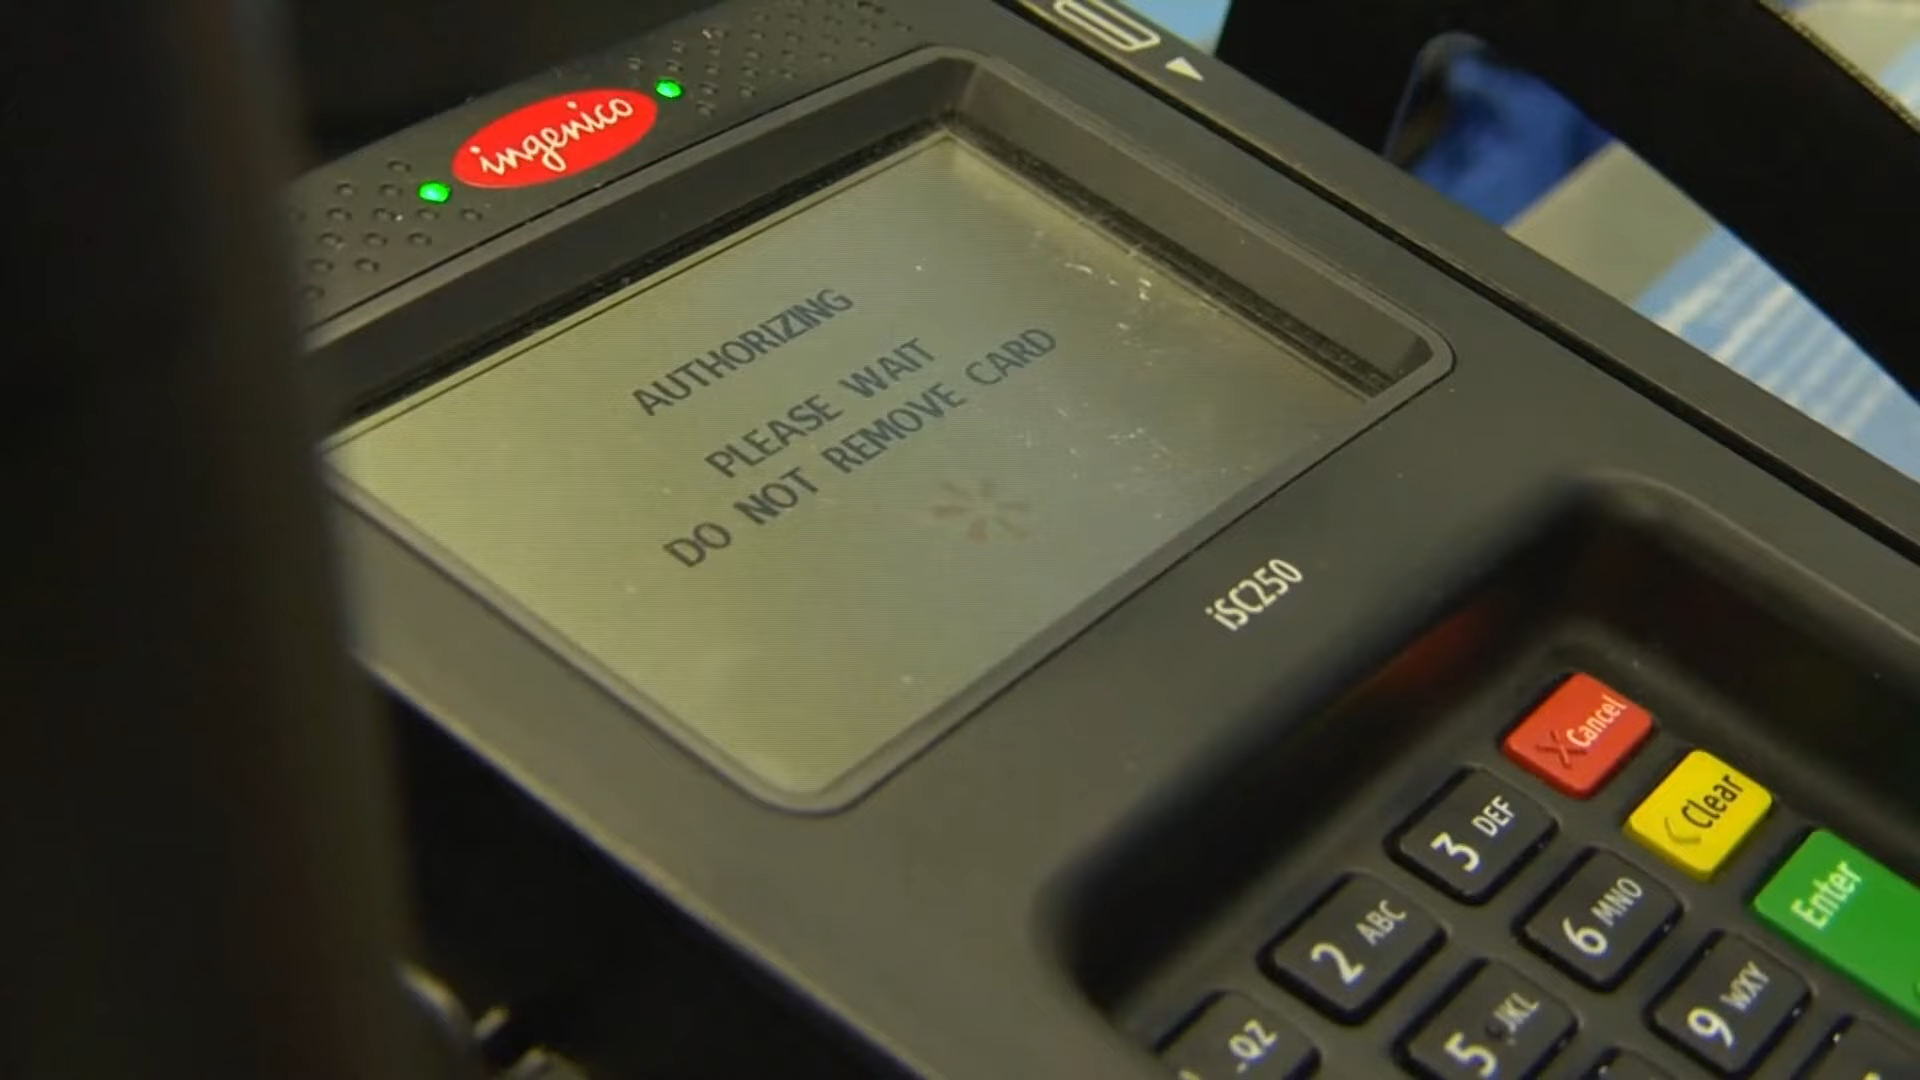 ingenico
AUTHORIZING
PLEASE WAIT
DO NOT REMOVE CARD
iSC250
Cancel
Clear
Enter
3 DEF
2 ABC
6 MNO
.QZ
5 JKL
9 WXY